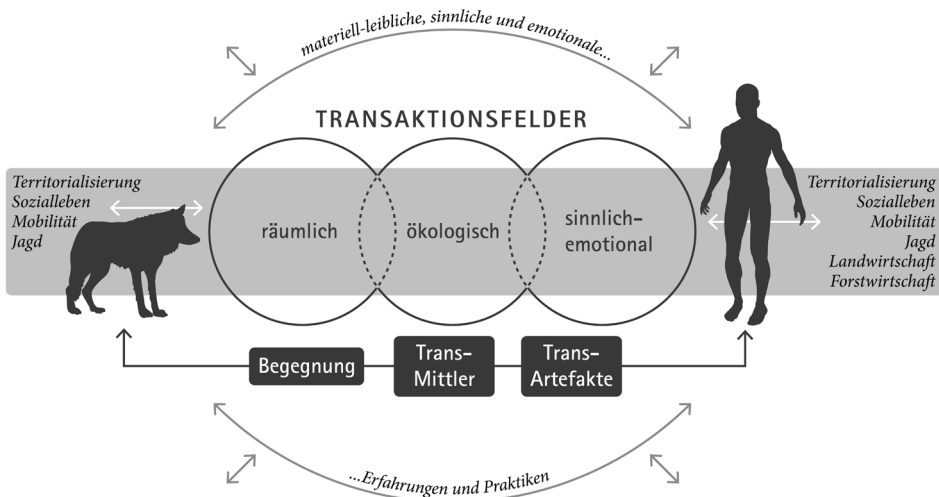 materiell-leibliche, sinnliche und emotionale...
TRANSAKTIONSFELDER
Territorialisierung
Sozialleben
Mobilität
Jagd
räumlich
ökologisch
sinnlich-
emotional
Territorialisierung
Sozialleben
Mobilität
Jagd
Landwirtschaft
Forstwirtschaft
Begegnung
Trans-
Mittler
Trans-
Artefakte
...Erfahrungen und Praktiken